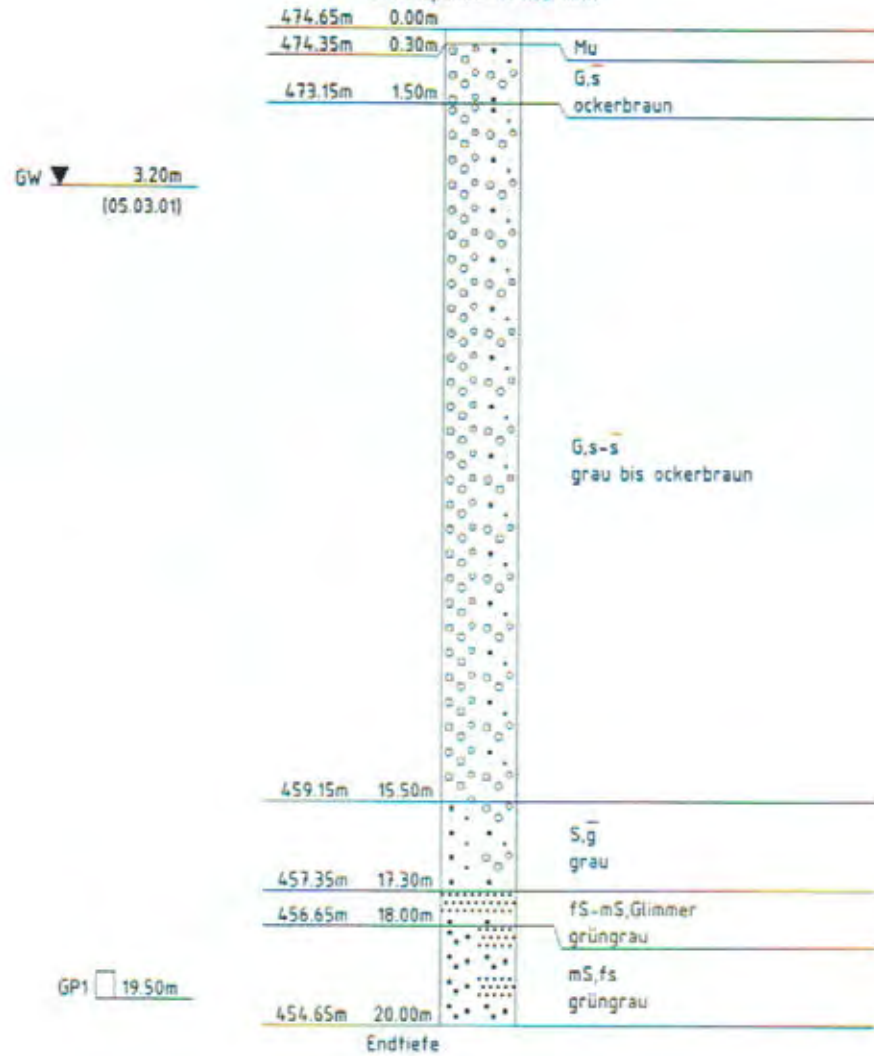 474.65m 0.00m
474.35m 0.30m
Mu
G,s̅
ockerbraun
473.15m 1.50m
GW 3.20m
(05.03.01)
G,s-s̅
grau bis ockerbraun
459.15m 15.50m
S,g̅
grau
457.35m 17.30m
fS-mS,Glimmer
grüngrau
456.65m 18.00m
mS,fs
grüngrau
GP1 19.50m
454.65m 20.00m
Endtiefe